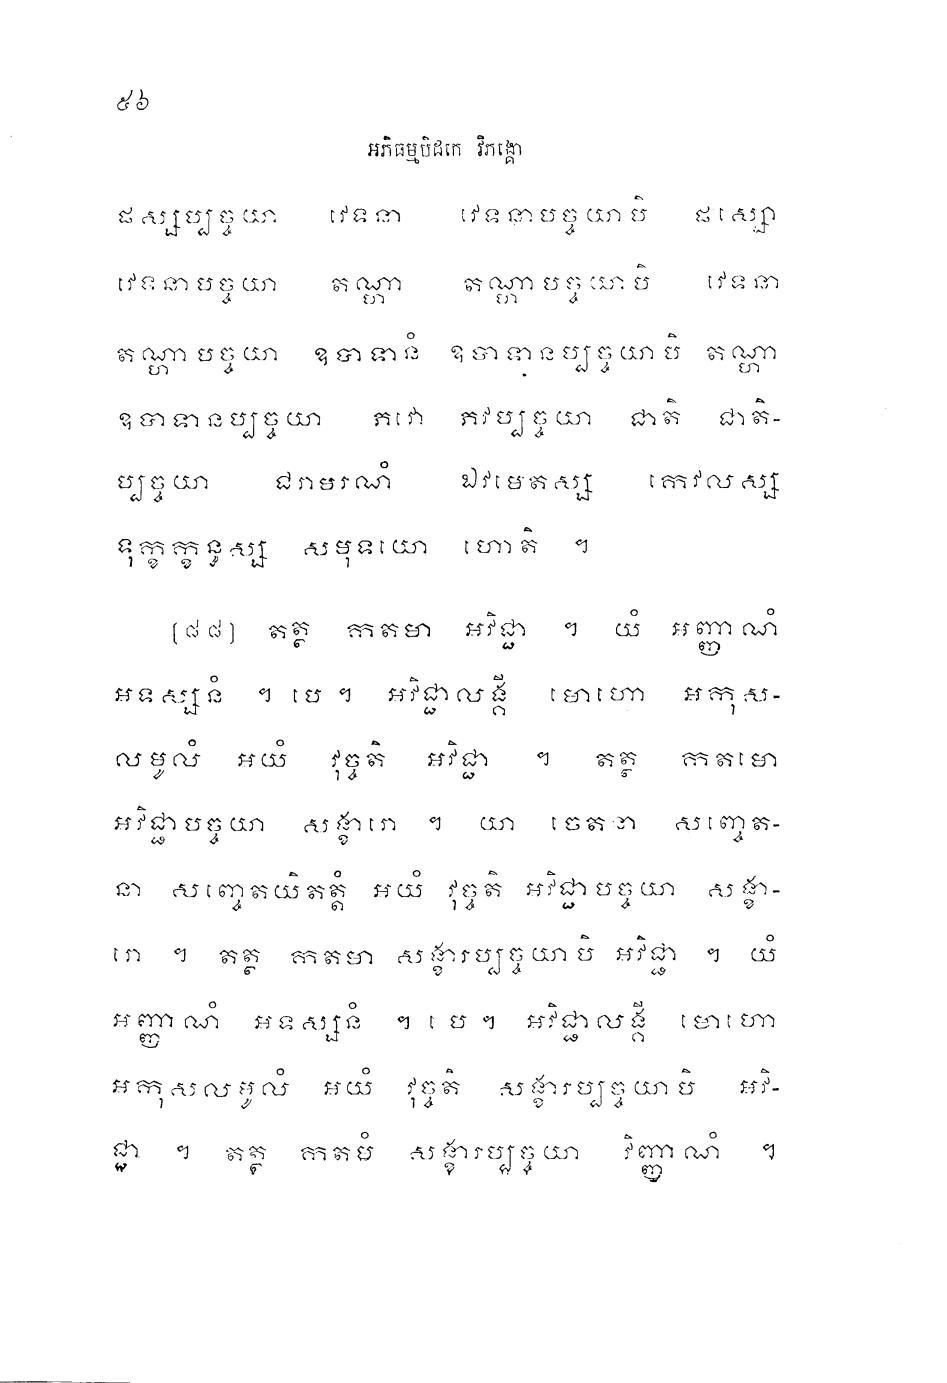 ៥៦
អភិធម្មបិដកេ វិភង្គោ
ផស្សប្បច្ចយា វេទនា វេទនាបច្ចយាបិ ផស្សោ
វេទនាបច្ចយា តណ្ហា តណ្ហាបច្ចយាបិ វេទនា
តណ្ហាបច្ចយា ឧបាទានំ ឧបាទានប្បច្ចយាបិ តណ្ហា
ឧបាទានប្បច្ចយា ភវោ ភវប្បច្ចយា ជាតិ ជាតិ-
ប្បច្ចយា ជរាមរណំ ឯវមេតស្ស កេវលស្ស
ទុក្ខក្ខន្ធស្ស សមុទយោ ហោតិ ។
[៨៨] តត្ថ កតមា អវិជ្ជា ។ យំ អញ្ញាណំ
អទស្សនំ ។ បេ ។ អវិជ្ជាលង្គី មោហោ អកុស-
លមូលំ អយំ វុច្ចតិ អវិជ្ជា ។ តត្ថ កតមោ
អវិជ្ជាបច្ចយា សង្ខារោ ។ យា ចេតនា សញ្ចេត-
នា សញ្ចេតយិតត្តំ អយំ វុច្ចតិ អវិជ្ជាបច្ចយា សង្ខា-
រោ ។ តត្ថ កតមា សង្ខារប្បច្ចយាបិ អវិជ្ជា ។ យំ
អញ្ញាណំ អទស្សនំ ។ បេ ។ អវិជ្ជាលង្គី មោហោ
អកុសលមូលំ អយំ វុច្ចតិ សង្ខារប្បច្ចយាបិ អវិ-
ជ្ជា ។ តត្ថ កតមំ សង្ខារប្បច្ចយា វិញ្ញាណំ ។